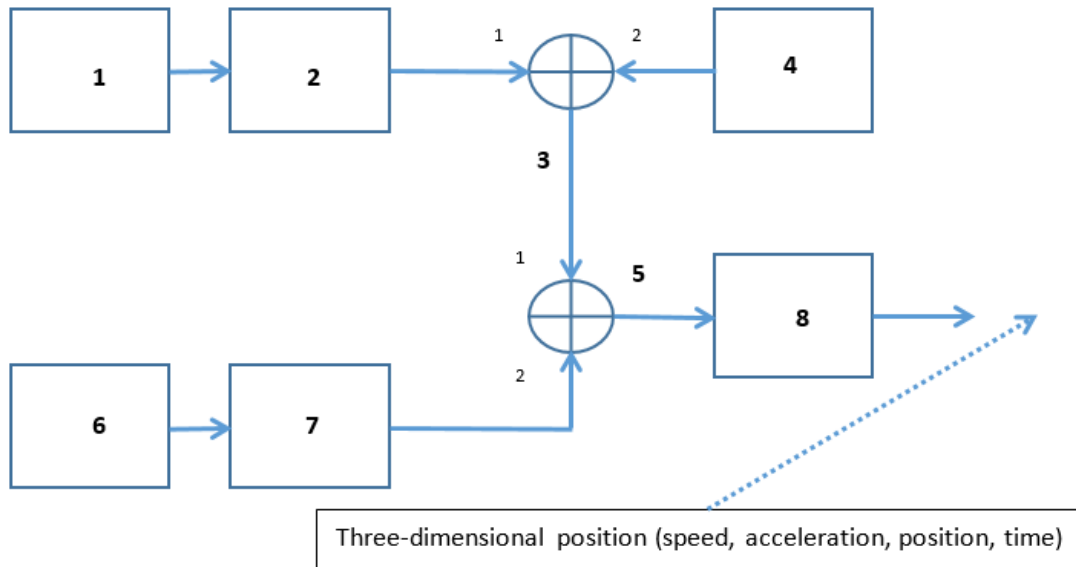 1 2 1 2 4
3
1 5 8
2
6 7
Three-dimensional position (speed, acceleration, position, time)